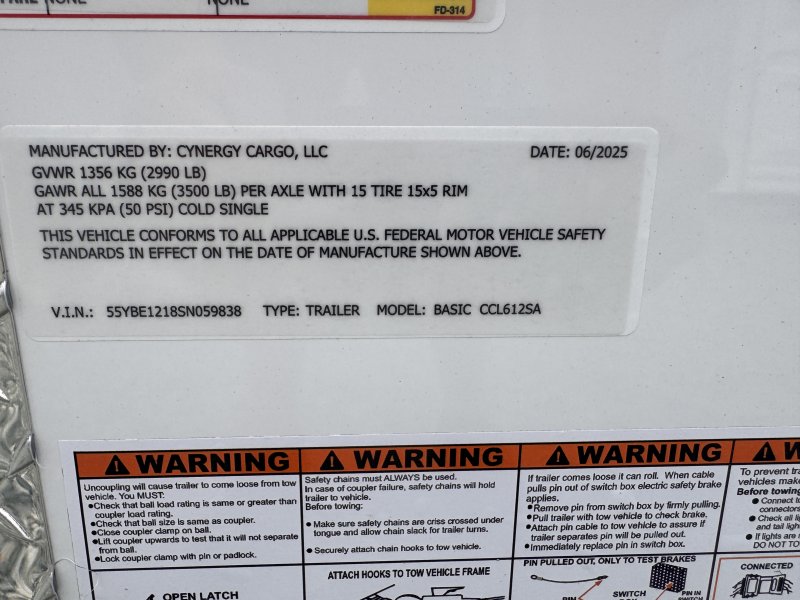 NONE NONE
FD-314
MANUFACTURED BY: CYNERGY CARGO, LLC DATE: 06/2025
GVWR 1356 KG (2990 LB)
GAWR ALL 1588 KG (3500 LB) PER AXLE WITH 15 TIRE 15x5 RIM
AT 345 KPA (50 PSI) COLD SINGLE
THIS VEHICLE CONFORMS TO ALL APPLICABLE U.S. FEDERAL MOTOR VEHICLE SAFETY
STANDARDS IN EFFECT ON THE DATE OF MANUFACTURE SHOWN ABOVE.
V.I.N.: 55YBE1218SN059838 TYPE: TRAILER MODEL: BASIC CCL612SA
WARNING
Uncoupling will cause trailer to come loose from tow
vehicle. You MUST:
●Check that ball load rating is same or greater than
coupler load rating.
●Check that ball size is same as coupler.
●Close coupler clamp on ball.
●Lift coupler upwards to test that it will not separate
from ball.
●Lock coupler clamp with pin or padlock.
OPEN LATCH
WARNING
Safety chains must ALWAYS be used.
In case of coupler failure, safety chains will hold
trailer to vehicle.
Before towing:
● Make sure safety chains are criss crossed under
tongue and allow chain slack for trailer turns.
● Securely attach chain hooks to tow vehicle.
ATTACH HOOKS TO TOW VEHICLE FRAME
WARNING
If trailer comes loose it can roll. When cable
pulls pin out of switch box electric safety brake
applies.
●Remove pin from switch box by firmly pulling.
●Pull trailer with tow vehicle to check brake.
●Attach pin cable to tow vehicle to assure if
trailer separates pin will be pulled out.
●Immediately replace pin in switch box.
PIN PULLED OUT, ONLY TO TEST BRAKES
PIN SWITCH PIN IN
To prevent
vehicles
Before towing
● Connect
connectors
● Check all
and tail
● If lights are
DO NOT
CONNECTED